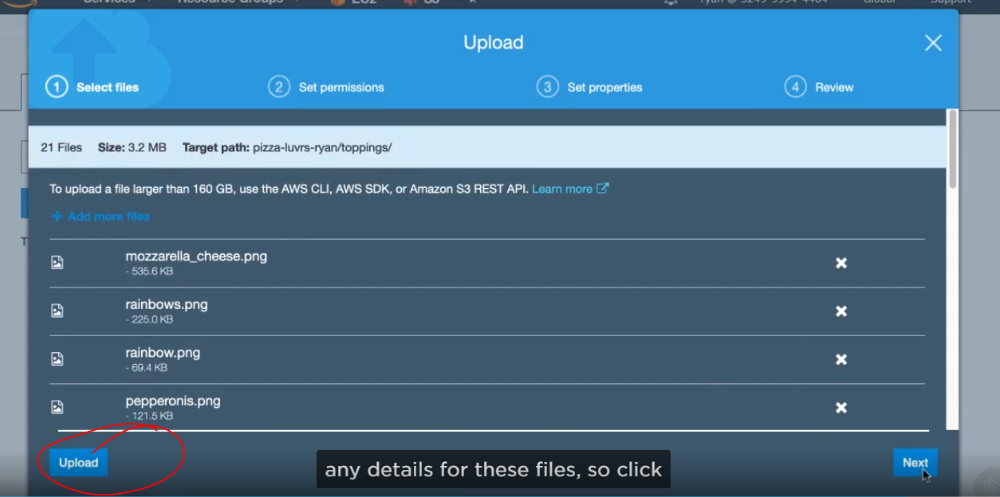 Services Resource Groups EC2 S3 Global Support
Upload
1 Select files 2 Set permissions 3 Set properties 4 Review
21 Files Size: 3.2 MB Target path: pizza-luvrs-ryan/toppings/
To upload a file larger than 160 GB, use the AWS CLI, AWS SDK, or Amazon S3 REST API. Learn more
Add more files
mozzarella_cheese.png
- 535.6 KB
rainbows.png
- 225.0 KB
rainbow.png
- 69.4 KB
pepperonis.png
- 121.5 KB
Upload
Next
any details for these files, so click